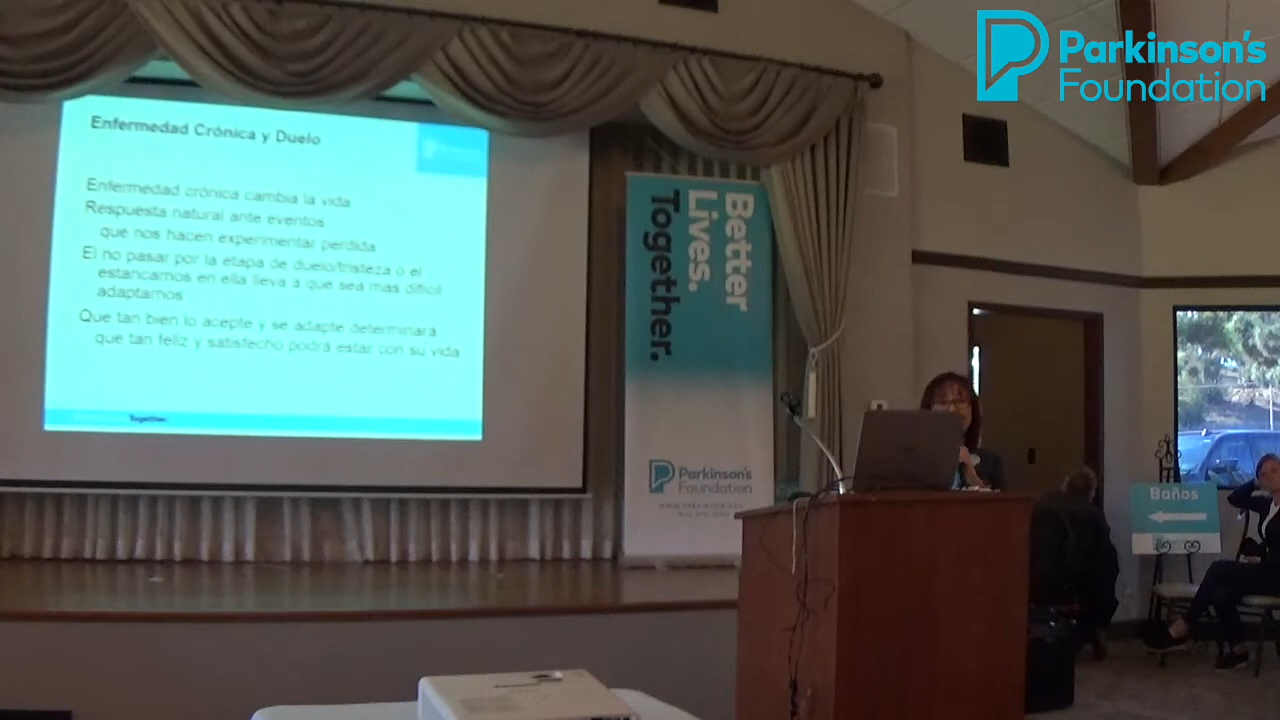 Parkinson's
Foundation
Enfermedad Crónica y Duelo
Enfermedad crónica cambia la vida
Respuesta natural ante eventos
que nos hacen experimentar perdida
El no pasar por la etapa de duelo/tristeza o el
estancarnos en ella lleva a que sea mas difícil
adaptarnos
Que tan bien lo acepte y se adapte determinará
que tan feliz y satisfecho podrá estar con su vida
Together.
Better
Lives.
Together.
Parkinson's
Foundation
Baños